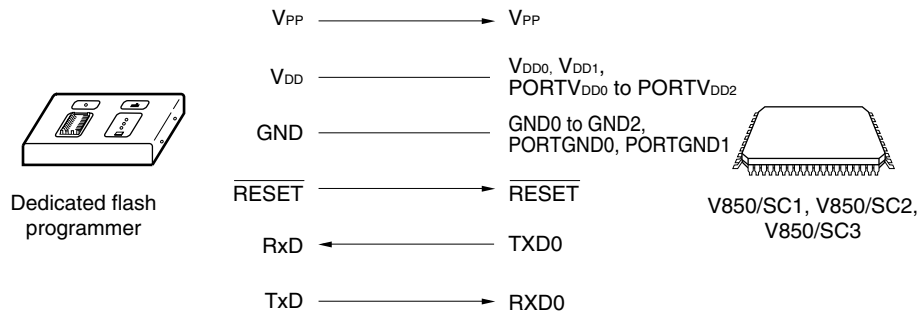 VPP VPP
VDD VDD0, VDD1,
PORTVDD0 to PORTVDD2
GND GND0 to GND2,
PORTGND0, PORTGND1
RESET RESET
RxD TXD0
TxD RXD0
Dedicated flash
programmer
V850/SC1, V850/SC2,
V850/SC3